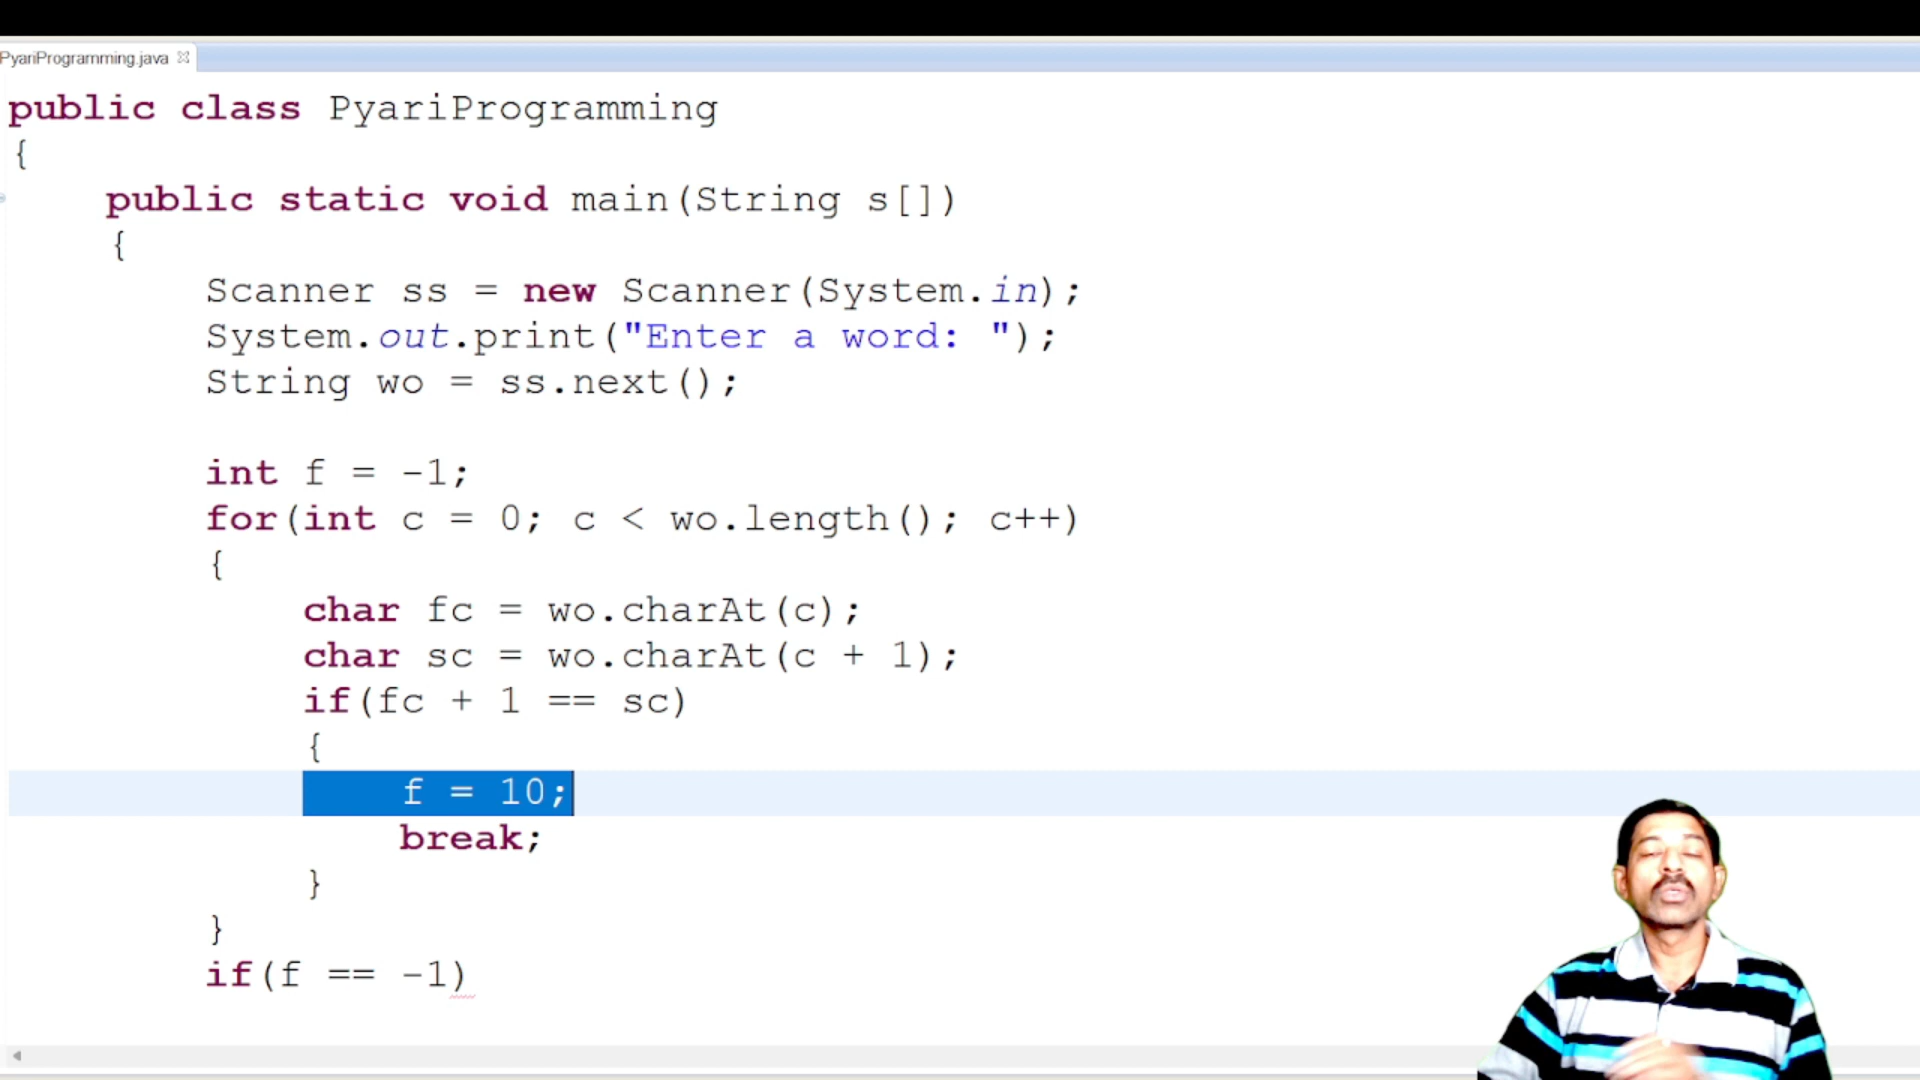 PyariProgramming.java
public class PyariProgramming
{
public static void main(String s[])
{
Scanner ss = new Scanner(System.in);
System.out.print("Enter a word: ");
String wo = ss.next();
int f = -1;
for(int c = 0; c < wo.length(); c++)
{
char fc = wo.charAt(c);
char sc = wo.charAt(c + 1);
if(fc + 1 == sc)
{
f = 10;
break;
}
}
if(f == -1)